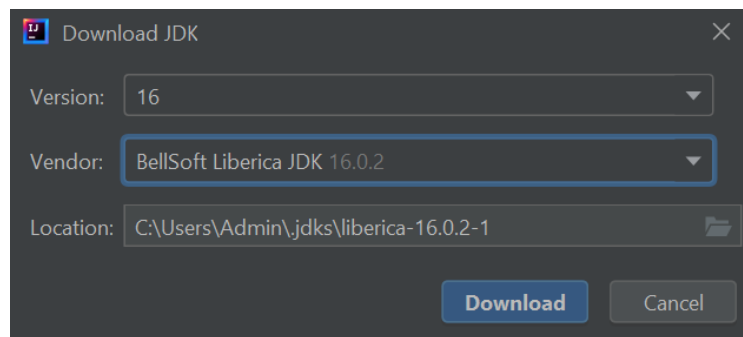 Download JDK
Version: 16
Vendor: BellSoft Liberica JDK 16.0.2
Location: C:\Users\Admin\.jdks\liberica-16.0.2-1
Download Cancel